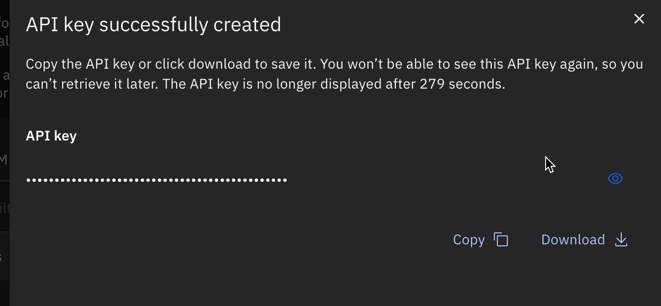 API key successfully created
Copy the API key or click download to save it. You won’t be able to see this API key again, so you
can’t retrieve it later. The API key is no longer displayed after 279 seconds.
API key
••••••••••••••••••••••••••••••••••••••••••••
Copy
Download